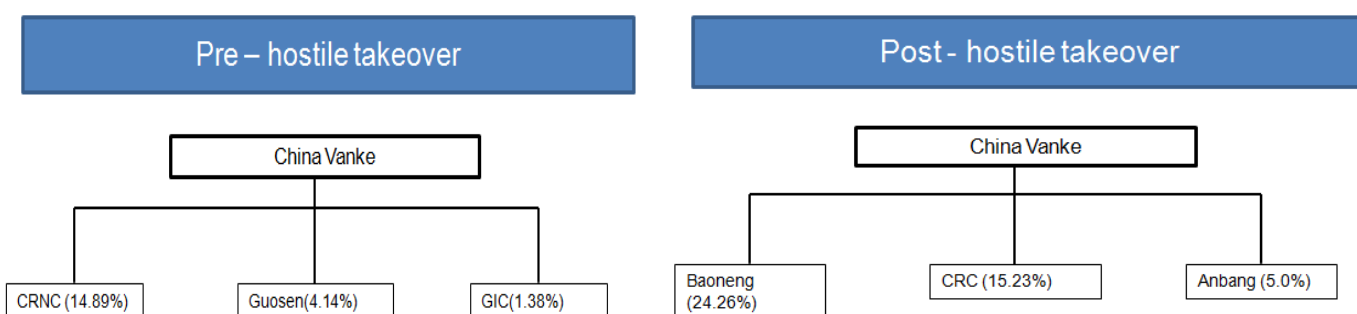 Pre – hostile takeover
Post - hostile takeover
China Vanke
CRNC (14.89%)
Guosen(4.14%)
GIC(1.38%)
China Vanke
Baoneng
(24.26%)
CRC (15.23%)
Anbang (5.0%)